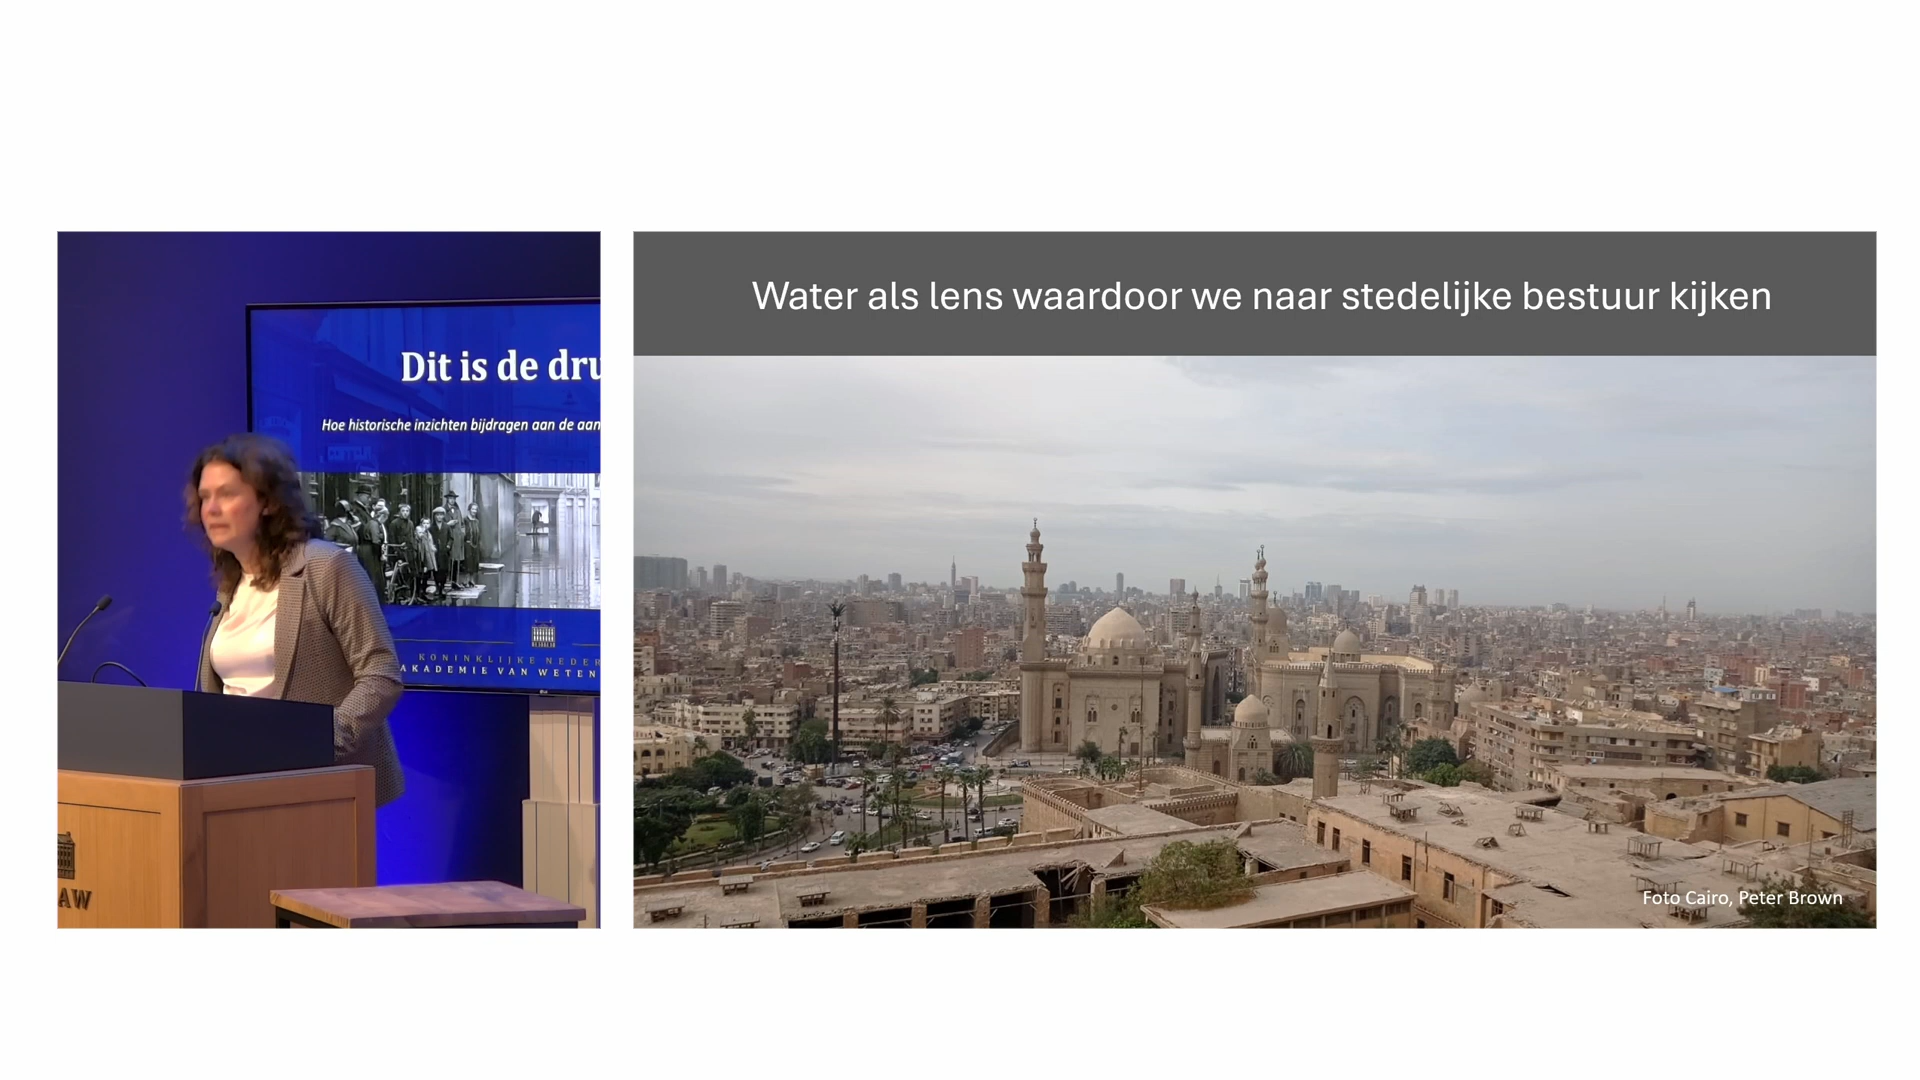 Dit is de dru
Hoe historische inzichten bijdragen aan de aan
KONINKLIJKE NEDER
AKADEMIE VAN WETEN
AW
Water als lens waardoor we naar stedelijke bestuur kijken
Foto Cairo, Peter Brown